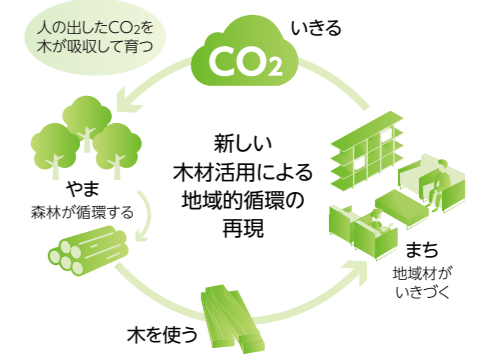 人の出したCO2を
木が吸収して育つ
いきる
CO2
新しい
木材活用による
地域的循環の
再現
やま
森林が循環する
まち
地域材が
いきづく
木を使う